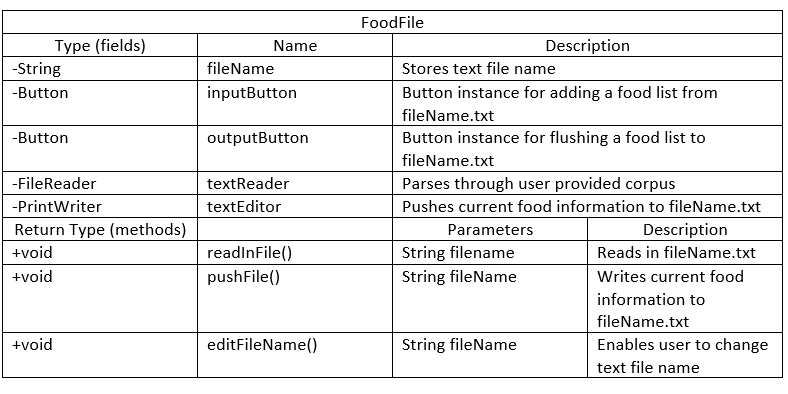 FoodFile
Type (fields) Name Description
-String fileName Stores text file name
-Button inputButton Button instance for adding a food list from
fileName.txt
-Button outputButton Button instance for flushing a food list to
fileName.txt
-FileReader textReader Parses through user provided corpus
-PrintWriter textEditor Pushes current food information to fileName.txt
Return Type (methods) Parameters Description
+void readInFile() String filename Reads in fileName.txt
+void pushFile() String fileName Writes current food
information to
fileName.txt
+void editFileName() String fileName Enables user to change
text file name